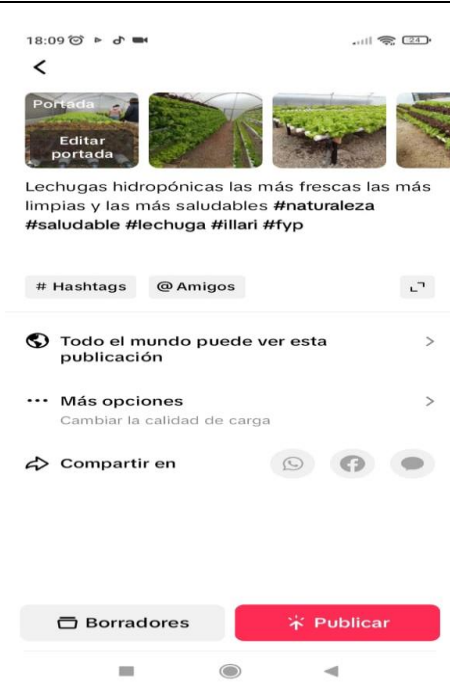 18:09
24
Portada
Editar
portada
Lechugas hidropónicas las más frescas las más
limpias y las más saludables #naturaleza
#saludable #lechuga #illari #fyp
# Hashtags @ Amigos
Todo el mundo puede ver esta
publicación
Más opciones
Cambiar la calidad de carga
Compartir en
Borradores Publicar